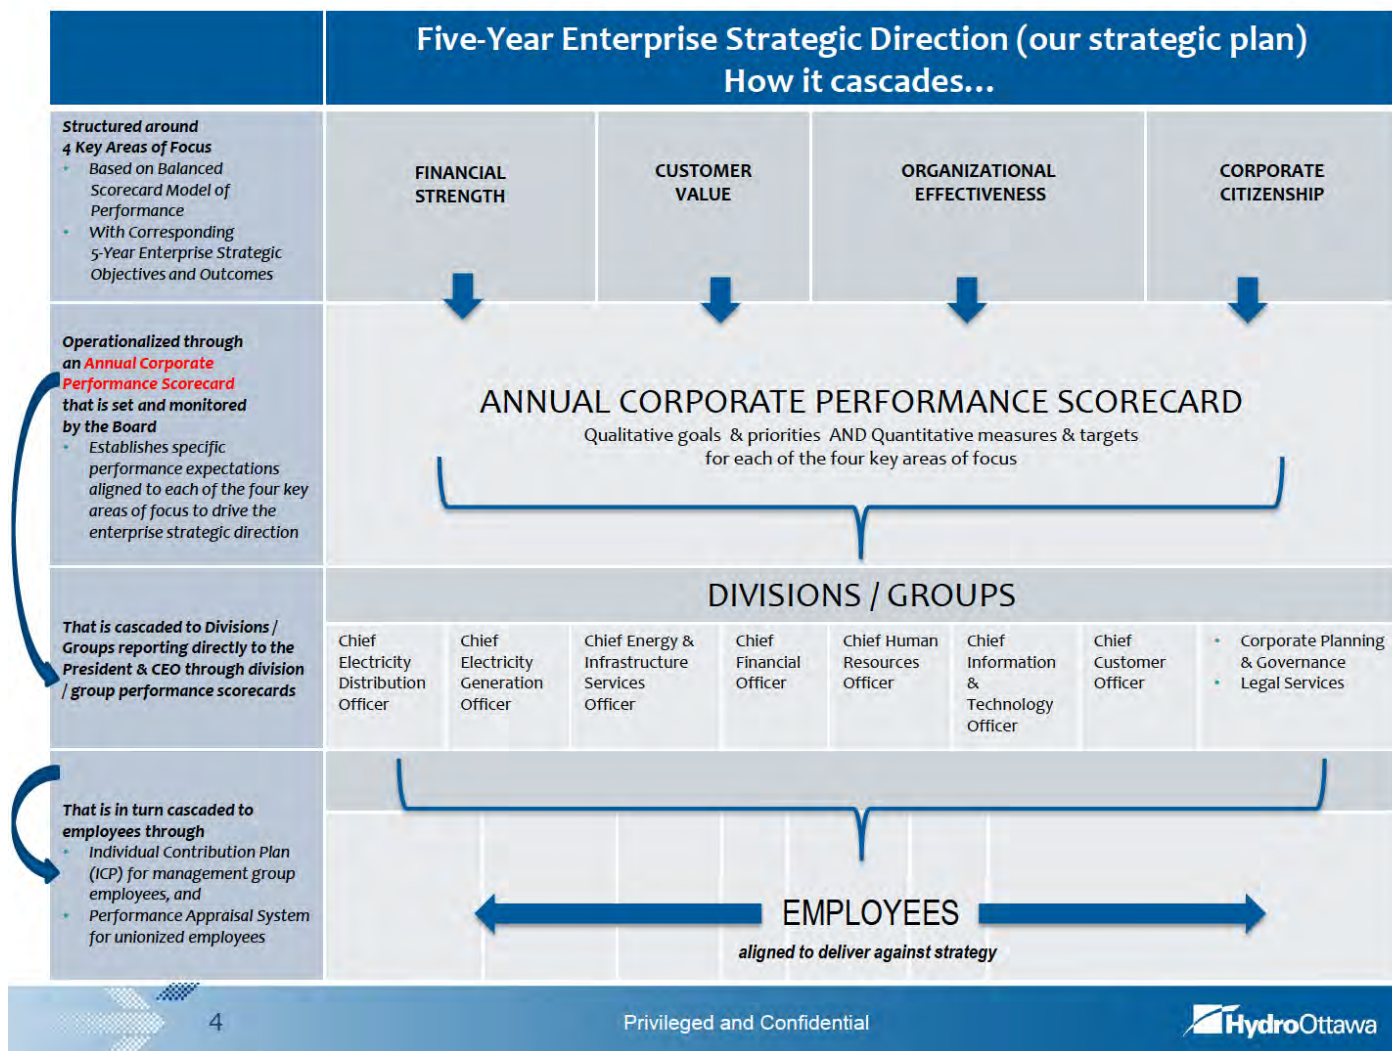 Five-Year Enterprise Strategic Direction (our strategic plan)
How it cascades...
Structured around
4 Key Areas of Focus
• Based on Balanced
Scorecard Model of
Performance
• With Corresponding
5-Year Enterprise Strategic
Objectives and Outcomes
FINANCIAL
STRENGTH
CUSTOMER
VALUE
ORGANIZATIONAL
EFFECTIVENESS
CORPORATE
CITIZENSHIP
Operationalized through
an Annual Corporate
Performance Scorecard
that is set and monitored
by the Board
• Establishes specific
performance expectations
aligned to each of the four key
areas of focus to drive the
enterprise strategic direction
ANNUAL CORPORATE PERFORMANCE SCORECARD
Qualitative goals & priorities AND Quantitative measures & targets
for each of the four key areas of focus
That is cascaded to Divisions /
Groups reporting directly to the
President & CEO through division
/ group performance scorecards
DIVISIONS / GROUPS
Chief
Electricity
Distribution
Officer
Chief
Electricity
Generation
Officer
Chief Energy &
Infrastructure
Services
Officer
Chief
Financial
Officer
Chief Human
Resources
Officer
Chief
Information
&
Technology
Officer
Chief
Customer
Officer
• Corporate Planning
& Governance
• Legal Services
That is in turn cascaded to
employees through
• Individual Contribution Plan
(ICP) for management group
employees, and
• Performance Appraisal System
for unionized employees
EMPLOYEES
aligned to deliver against strategy
4
Privileged and Confidential
HydroOttawa